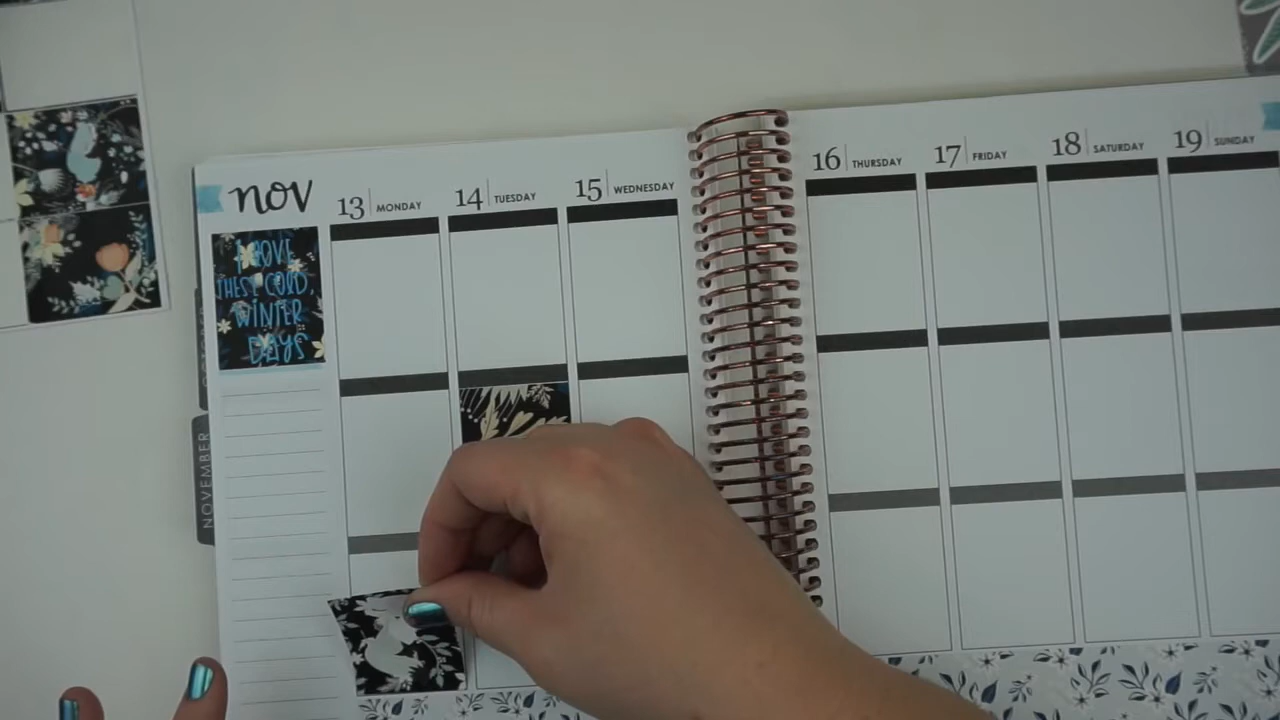 nov
13 MONDAY
14 TUESDAY
15 WEDNESDAY
16 THURSDAY
17 FRIDAY
18 SATURDAY
19 SUNDAY
I LOVE
THESE COLD,
WINTER
DAYS
NOVEMBER